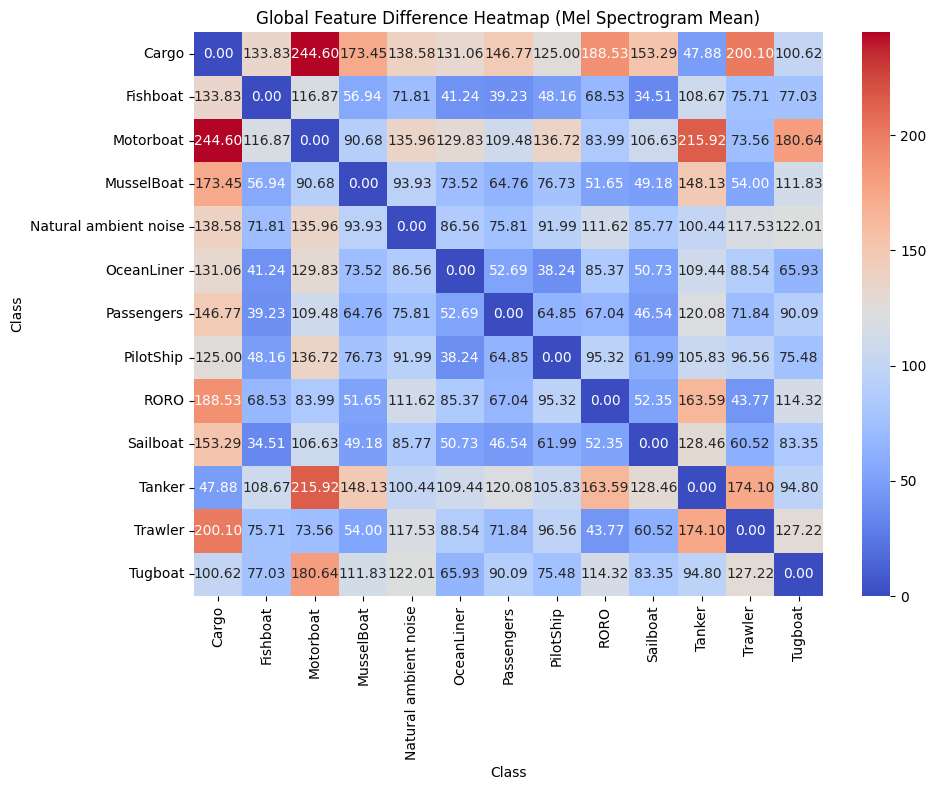 Global Feature Difference Heatmap (Mel Spectrogram Mean)
Cargo 0.00 133.83 244.60 173.45 138.58 131.06 146.77 125.00 188.53 153.29 47.88 200.10 100.62
Fishboat 133.83 0.00 116.87 56.94 71.81 41.24 39.23 48.16 68.53 34.51 108.67 75.71 77.03
Motorboat 244.60 116.87 0.00 90.68 135.96 129.83 109.48 136.72 83.99 106.63 215.92 73.56 180.64
MusselBoat 173.45 56.94 90.68 0.00 93.93 73.52 64.76 76.73 51.65 49.18 148.13 54.00 111.83
Natural ambient noise 138.58 71.81 135.96 93.93 0.00 86.56 75.81 91.99 111.62 85.77 100.44 117.53 122.01
OceanLiner 131.06 41.24 129.83 73.52 86.56 0.00 52.69 38.24 85.37 50.73 109.44 88.54 65.93
Passengers 146.77 39.23 109.48 64.76 75.81 52.69 0.00 64.85 67.04 46.54 120.08 71.84 90.09
PilotShip 125.00 48.16 136.72 76.73 91.99 38.24 64.85 0.00 95.32 61.99 105.83 96.56 75.48
RORO 188.53 68.53 83.99 51.65 111.62 85.37 67.04 95.32 0.00 52.35 163.59 43.77 114.32
Sailboat 153.29 34.51 106.63 49.18 85.77 50.73 46.54 61.99 52.35 0.00 128.46 60.52 83.35
Tanker 47.88 108.67 215.92 148.13 100.44 109.44 120.08 105.83 163.59 128.46 0.00 174.10 94.80
Trawler 200.10 75.71 73.56 54.00 117.53 88.54 71.84 96.56 43.77 60.52 174.10 0.00 127.22
Tugboat 100.62 77.03 180.64 111.83 122.01 65.93 90.09 75.48 114.32 83.35 94.80 127.22 0.00
Class
Cargo
Fishboat
Motorboat
MusselBoat
Natural ambient noise
OceanLiner
Passengers
PilotShip
RORO
Sailboat
Tanker
Trawler
Tugboat
Class
200
150
100
50
0